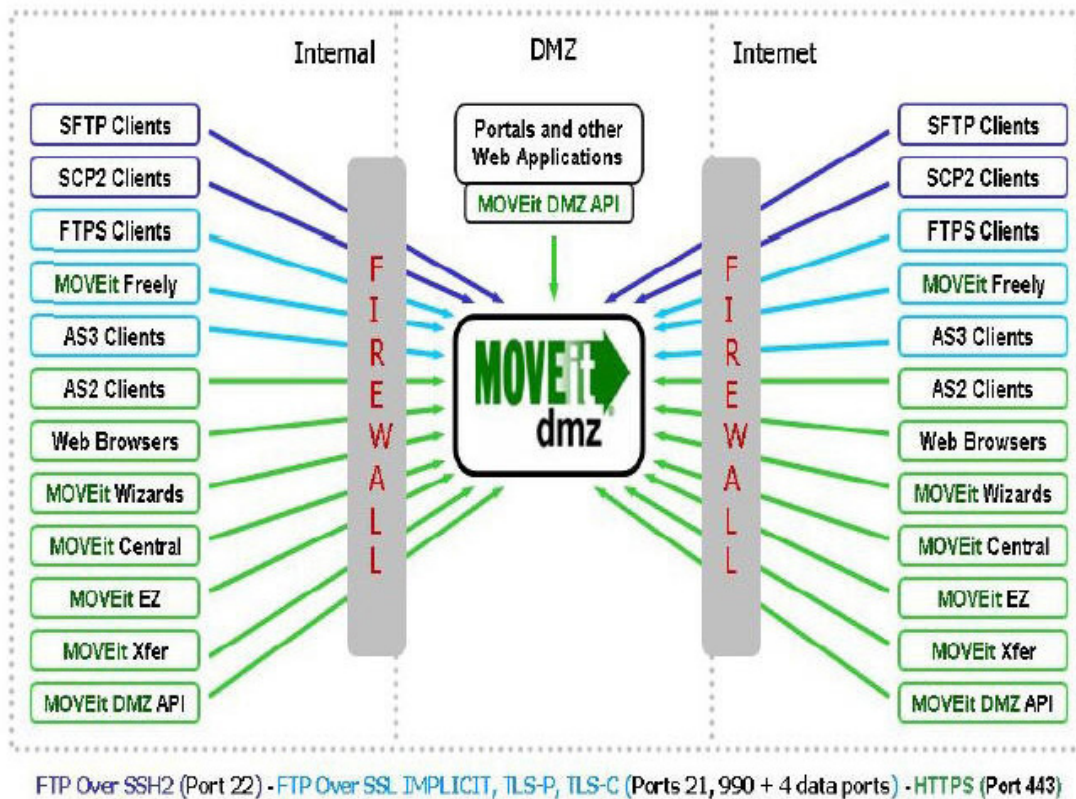 Internal
DMZ
Internet
SFTP Clients
SCP2 Clients
FTPS Clients
MOVEit Freely
AS3 Clients
AS2 Clients
Web Browsers
MOVEit Wizards
MOVEit Central
MOVEit EZ
MOVEit Xfer
MOVEit DMZ API
FIREWALL
Portals and other
Web Applications
MOVEit DMZ API
MOVEit
dmz
FIREWALL
SFTP Clients
SCP2 Clients
FTPS Clients
MOVEit Freely
AS3 Clients
AS2 Clients
Web Browsers
MOVEit Wizards
MOVEit Central
MOVEit EZ
MOVEit Xfer
MOVEit DMZ API
FTP Over SSH2 (Port 22) - FTP Over SSL IMPLICIT, TLS-P, TLS-C (Ports 21, 990 + 4 data ports) - HTTPS (Port 443)